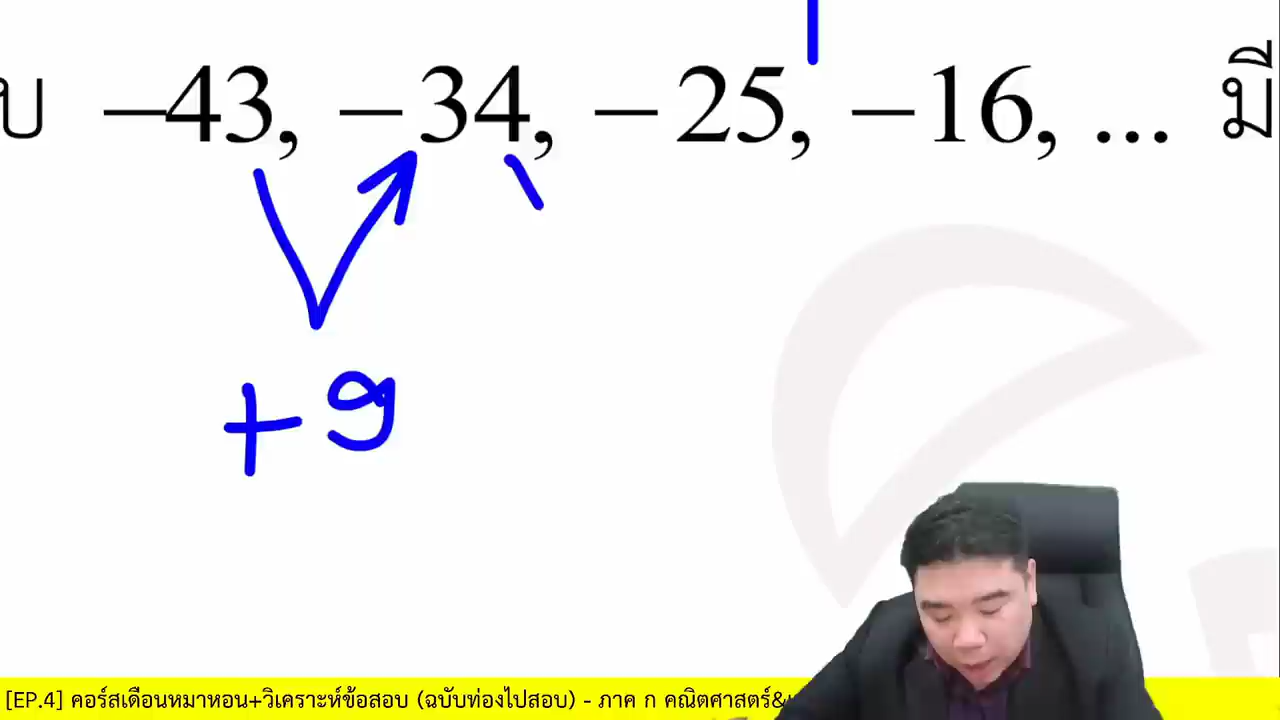 บ -43, -34, -25, -16, ... มี
+9
[EP.4] คอร์สเดือนหมาหอน+วิเคราะห์ข้อสอบ (ฉบับท่องไปสอบ) - ภาค ก คณิตศาสตร์&